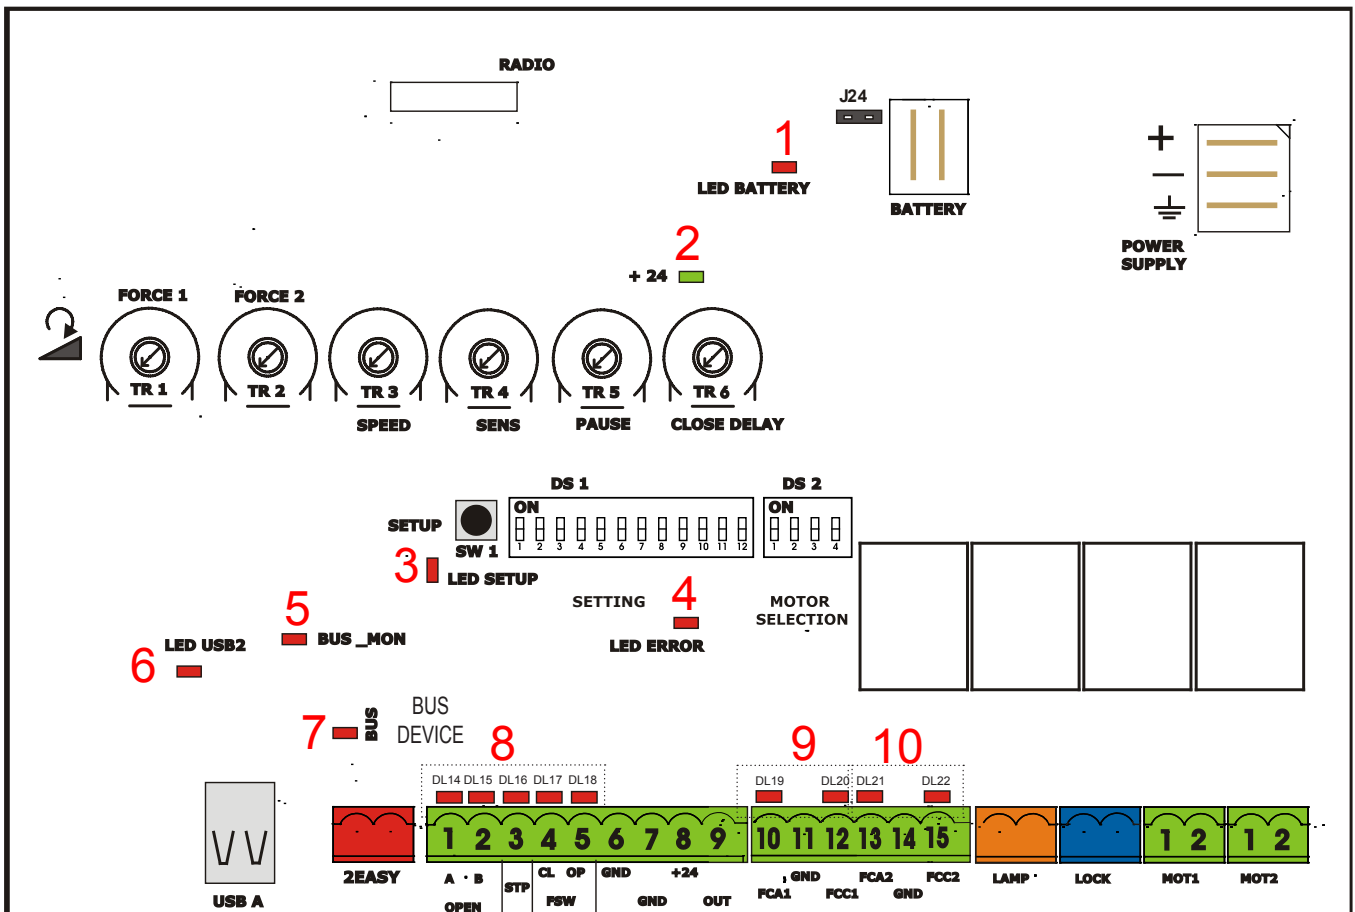 RADIO
J24
1
LED BATTERY
BATTERY
+
−
POWER
SUPPLY
2
+ 24
FORCE 1
FORCE 2
TR 1
TR 2
TR 3
TR 4
TR 5
TR 6
SPEED
SENS
PAUSE
CLOSE DELAY
DS 1
DS 2
ON
ON
SETUP
SW 1
1 2 3 4 5 6 7 8 9 10 11 12
1 2 3 4
3
LED SETUP
SETTING
4
LED ERROR
MOTOR
SELECTION
5
BUS _MON
LED USB2
6
7
BUS
BUS
DEVICE
8
9
10
DL14 DL15 DL16 DL17 DL18
DL19 DL20 DL21 DL22
1 2 3 4 5 6 7 8 9
10 11 12 13 14 15
1 2
1 2
USB A
2EASY
A B
OPEN
STP
CL OP
FSW
GND
GND
+24
OUT
FCA1
GND
FCC1
FCA2
GND
FCC2
LAMP
LOCK
MOT1
MOT2